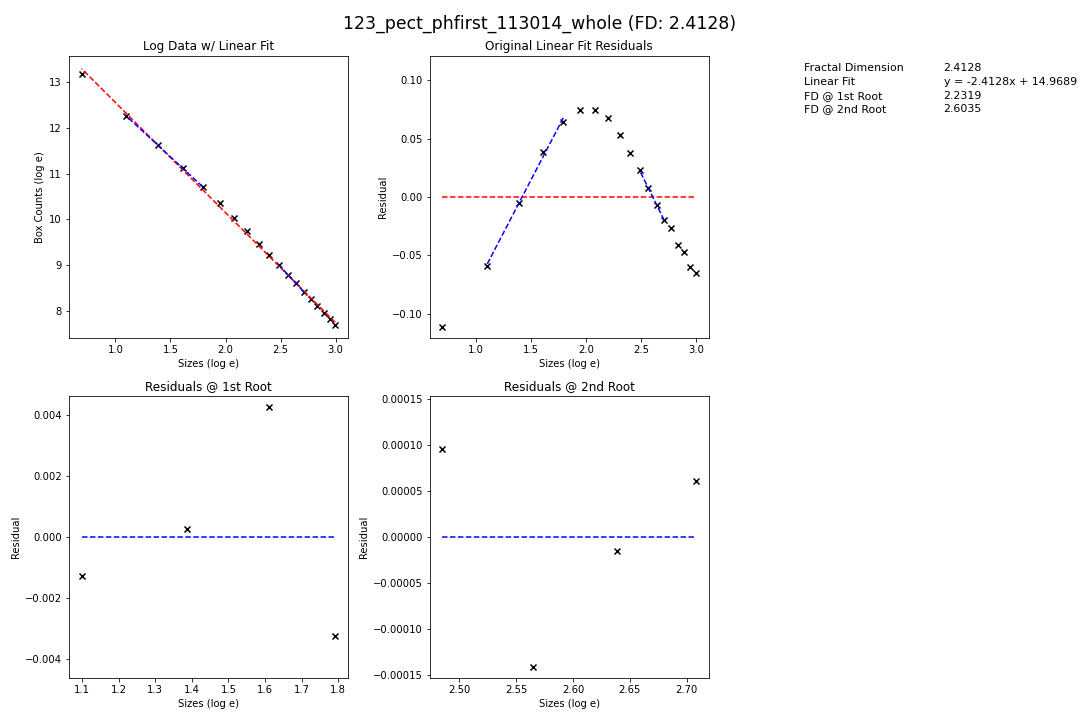 123_pect_phfirst_113014_whole (FD: 2.4128)
Log Data w/ Linear Fit
13
12
11
10
9
8
Box Counts (log e)
1.0 1.5 2.0 2.5 3.0
Sizes (log e)
Original Linear Fit Residuals
0.10
0.05
0.00
−0.05
−0.10
Residual
1.0 1.5 2.0 2.5 3.0
Sizes (log e)
Fractal Dimension 2.4128
Linear Fit y = -2.4128x + 14.9689
FD @ 1st Root 2.2319
FD @ 2nd Root 2.6035
Residuals @ 1st Root
0.004
0.002
0.000
−0.002
−0.004
Residual
1.1 1.2 1.3 1.4 1.5 1.6 1.7 1.8
Sizes (log e)
Residuals @ 2nd Root
0.00015
0.00010
0.00005
0.00000
−0.00005
−0.00010
−0.00015
Residual
2.50 2.55 2.60 2.65 2.70
Sizes (log e)